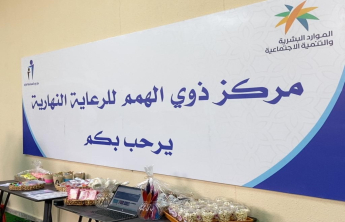 الموارد البشرية
والتنمية الاجتماعية
مركز ذوي الهمم للرعاية النهارية
يرحب بكم